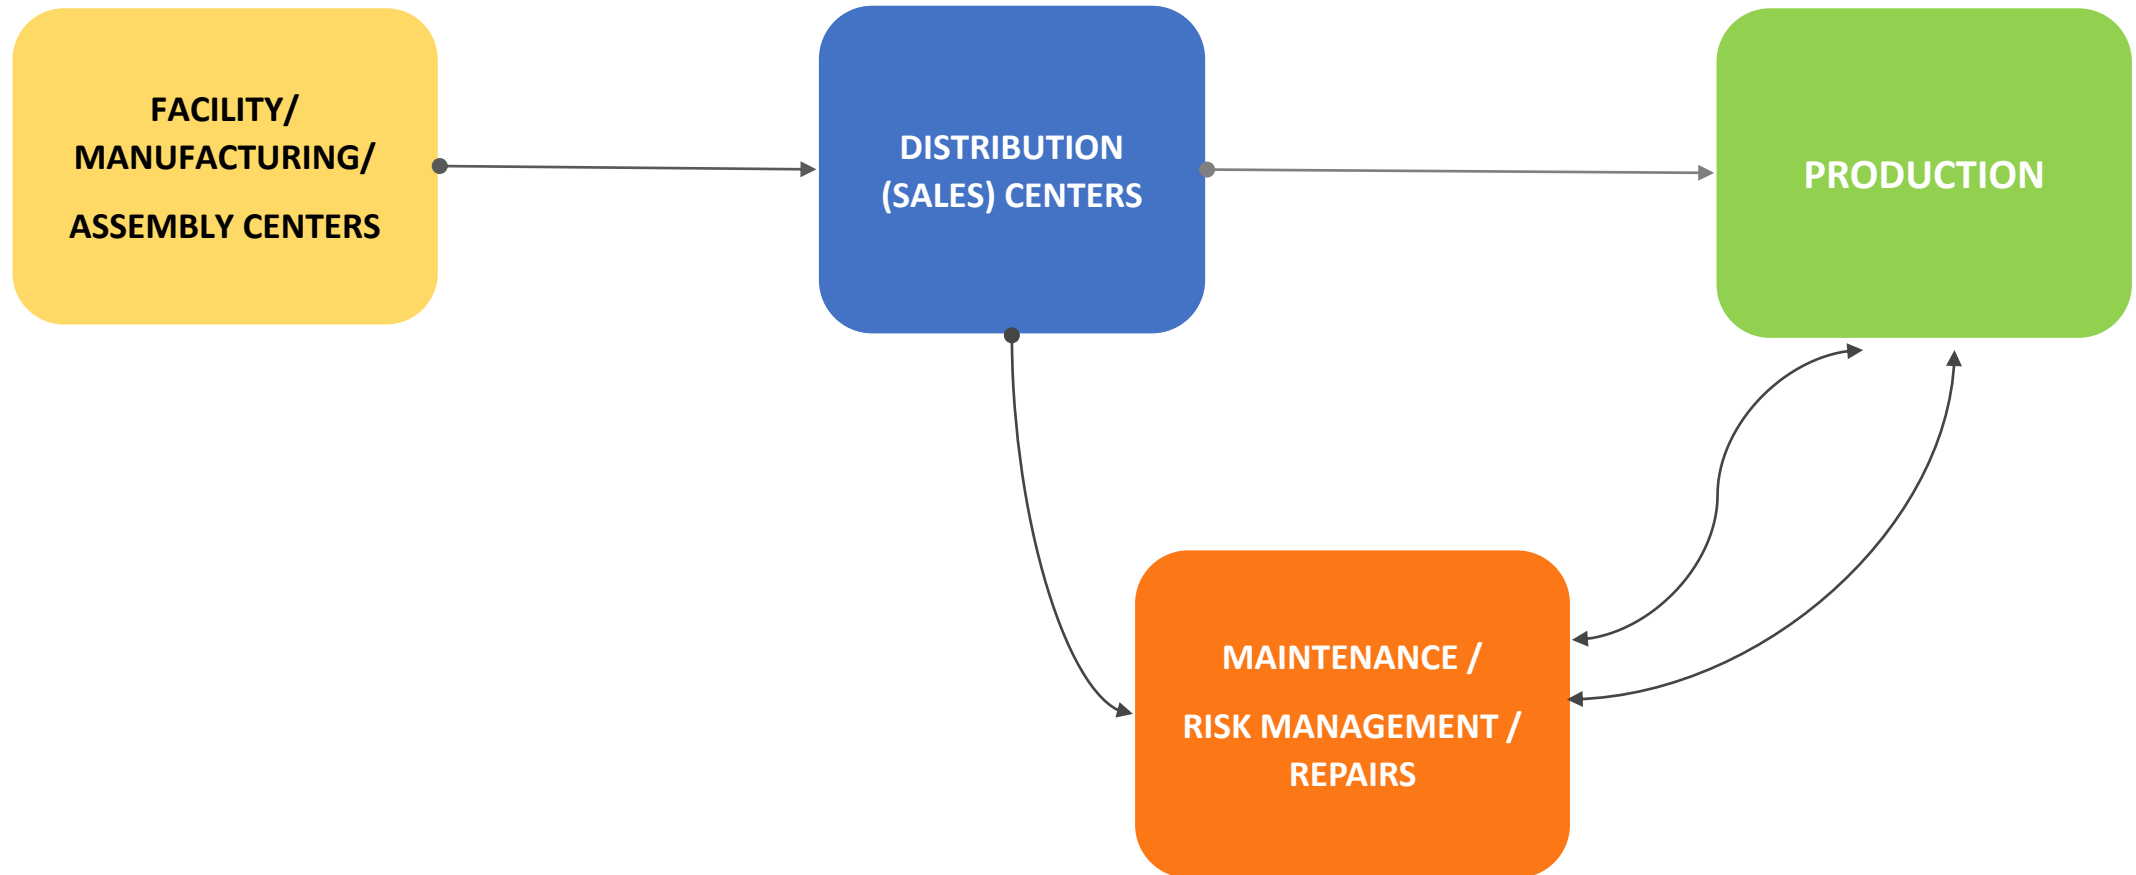 FACILITY/
MANUFACTURING/
ASSEMBLY CENTERS
DISTRIBUTION
(SALES) CENTERS
PRODUCTION
MAINTENANCE /
RISK MANAGEMENT /
REPAIRS